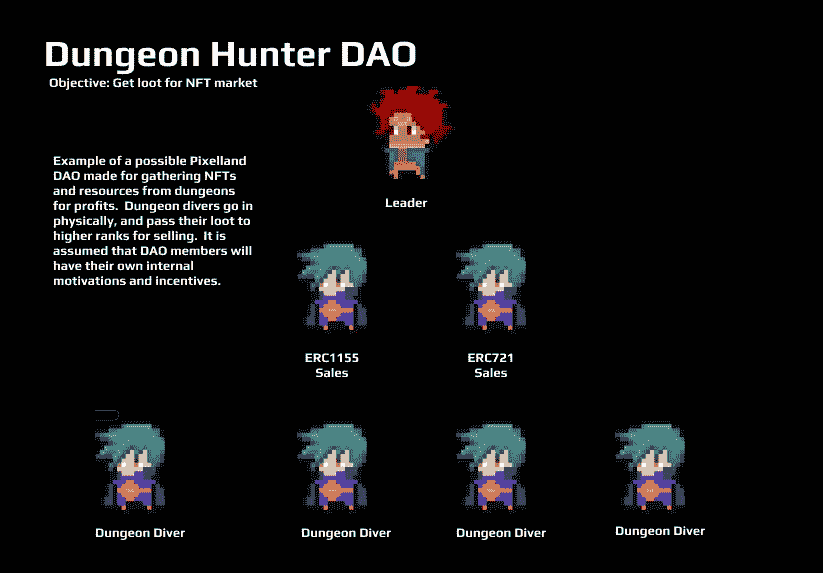 Dungeon Hunter DAO
Objective: Get loot for NFT market
Example of a possible Pixelland
DAO made for gathering NFTs
and resources from dungeons
for profits.  Dungeon divers go in
physically, and pass their loot to
higher ranks for selling.  It is
assumed that DAO members will
have their own internal
motivations and incentives.
Leader
ERC1155
Sales
ERC721
Sales
Dungeon Diver
Dungeon Diver
Dungeon Diver
Dungeon Diver